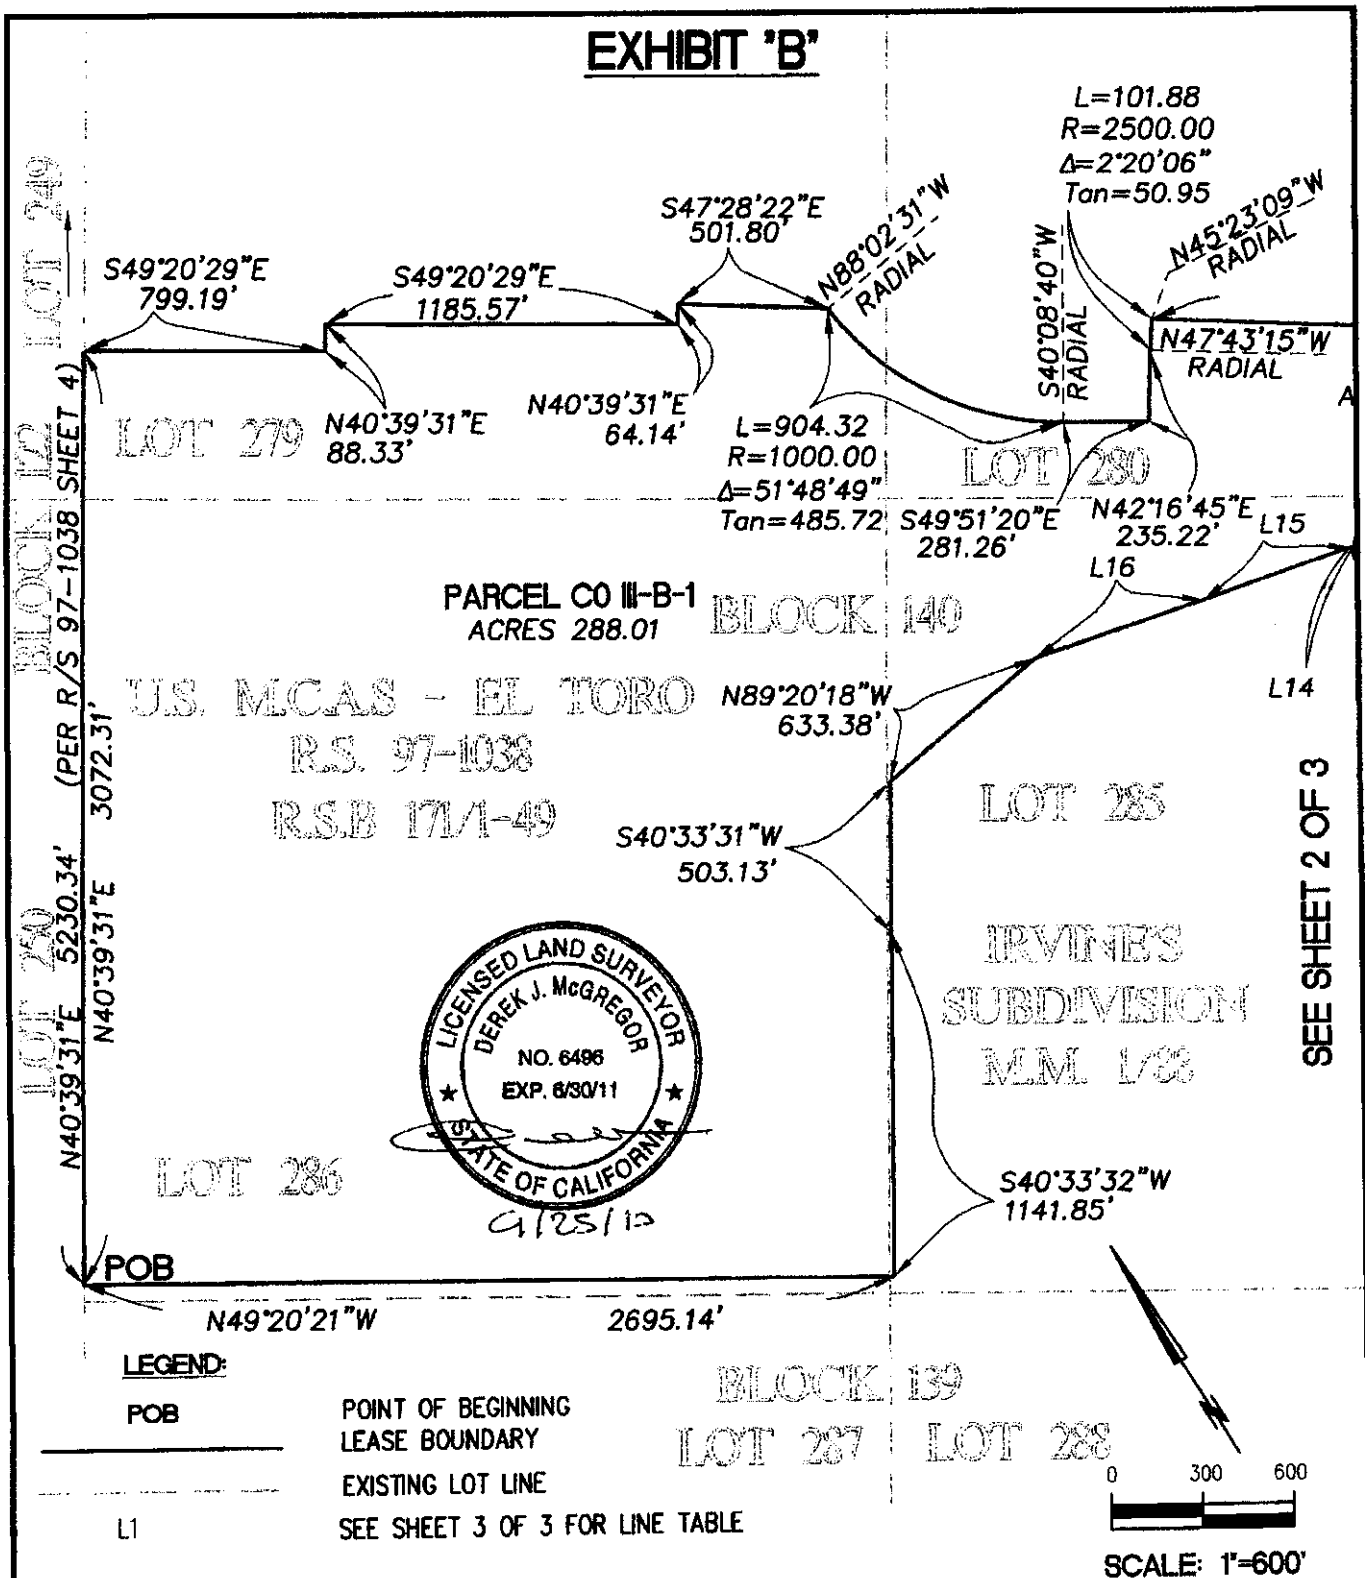 EXHIBIT "B"
L=101.88
R=2500.00
Δ=2°20'06"
Tan=50.95
N45°23'09"W
RADIAL
S47°28'22"E
501.80'
N88°02'31"W
RADIAL
S40°08'40"W
RADIAL
N47°43'15"W
RADIAL
LOT 249
S49°20'29"E
799.19'
S49°20'29"E
1185.57'
A
LOT 279
N40°39'31"E
88.33'
N40°39'31"E
64.14'
L=904.32
R=1000.00
Δ=51°48'49"
Tan=485.72
LOT 280
S49°51'20"E
281.26'
N42°16'45"E
235.22'
L15
L16
L14
BLOCK 122
(PER R/S 97-1038 SHEET 4)
N40°39'31"E 5230.34'
N40°39'31"E 3072.31'
LOT 250
PARCEL CO III-B-1
ACRES 288.01
BLOCK 140
U.S. M.C.A.S - EL TORO
R.S. 97-1038
R.S.B 171/1-49
N89°20'18"W
633.38'
LOT 285
S40°33'31"W
503.13'
SEE SHEET 2 OF 3
IRVINE'S
SUBDIVISION
M.M. 1/88
LICENSED LAND SURVEYOR
DEREK J. McGREGOR
NO. 6496
EXP. 6/30/11
STATE OF CALIFORNIA
9/25/10
LOT 286
S40°33'32"W
1141.85'
POB
N49°20'21"W 2695.14'
LEGEND:
POB POINT OF BEGINNING
LEASE BOUNDARY
EXISTING LOT LINE
L1 SEE SHEET 3 OF 3 FOR LINE TABLE
BLOCK 139
LOT 287 LOT 288
0 300 600
SCALE: 1"=600'